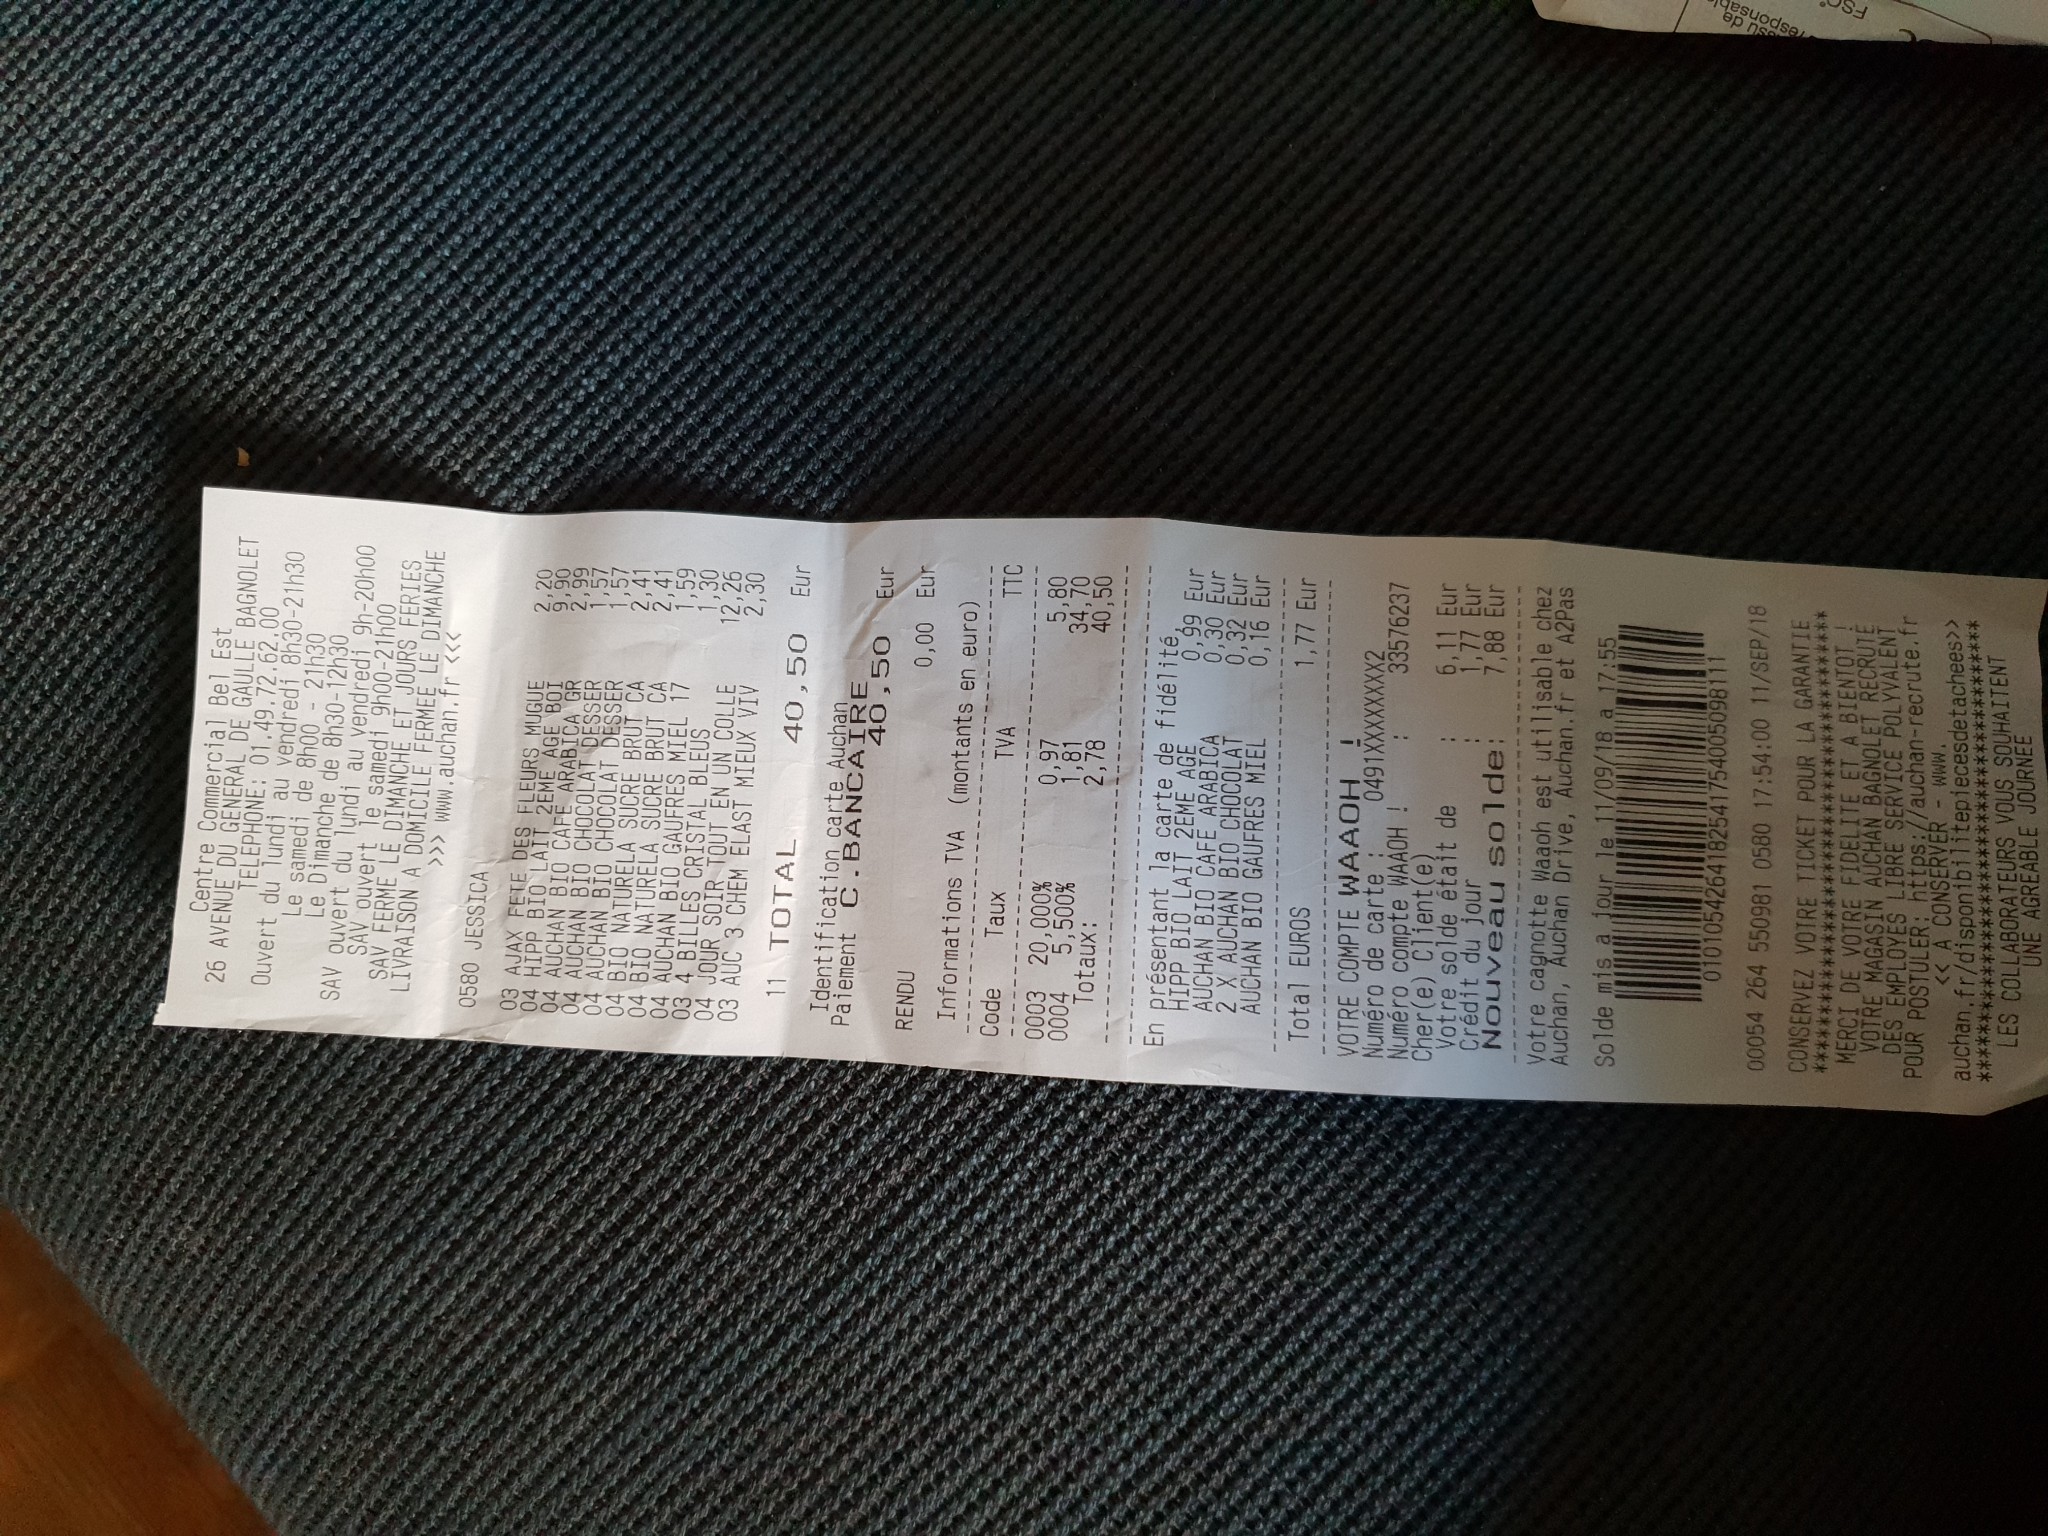 Centre Commercial Bel Est
26 AVENUE DU GENERAL DE GAULLE BAGNOLET
TELEPHONE: 01.49.72.62.00
Ouvert du lundi au vendredi 8h30-21h30
Le samedi de 8h00 - 21h30
Le Dimanche de 8h30-12h30
SAV ouvert du lundi au vendredi 9h-20h00
SAV ouvert le samedi 9h00-21h00
SAV FERME LE DIMANCHE ET JOURS FERIES
LIVRAISON A DOMICILE FERMEE LE DIMANCHE
>>> www.auchan.fr <<<
0580 JESSICA
03 AJAX FETE DES FLEURS MUGUE 2,20
04 HIPP BIO LAIT 2EME AGE BOI 9,90
04 AUCHAN BIO CAFE ARABICA GR 2,99
04 AUCHAN BIO CHOCOLAT DESSER 1,57
04 AUCHAN BIO CHOCOLAT DESSER 1,57
04 BIO NATURELA SUCRE BRUT CA 2,41
04 BIO NATURELA SUCRE BRUT CA 2,41
04 AUCHAN BIO GAUFRES MIEL 17 1,59
03 4 BILLES CRISTAL BLEUS 1,30
04 JOUR SOIR TOUT EN UN COLLE 12,26
03 AUC 3 CHEM ELAST MIEUX VIV 2,30
11 TOTAL 40,50 Eur
Identification carte Auchan
Paiement C.BANCAIRE
40,50 Eur
RENDU 0,00 Eur
Informations TVA (montants en euro)
Code Taux TVA TTC
0003 20,000% 0,97 5,80
0004 5,500% 1,81 34,70
Totaux: 2,78 40,50
En présentant la carte de fidélité,
HIPP BIO LAIT 2EME AGE 0,99 Eur
AUCHAN BIO CAFE ARABICA 0,30 Eur
2 X AUCHAN BIO CHOCOLAT 0,32 Eur
AUCHAN BIO GAUFRES MIEL 0,16 Eur
Total EUROS 1,77 Eur
VOTRE COMPTE WAAOH !
Numéro de carte : 0491XXXXXXXXX2
Numéro compte WAAOH ! : 335576237
Cher(e) Client(e)
Votre solde était de : 6,11 Eur
Crédit du jour : 1,77 Eur
Nouveau solde: 7,88 Eur
Votre cagnotte Waaoh est utilisable chez
Auchan, Auchan Drive, Auchan.fr et A2Pas
Solde mis a jour le 11/09/18 a 17:55
0101054264182541754005098111
00054 264 550981 0580 17:54:00 11/SEP/18
CONSERVEZ VOTRE TICKET POUR LA GARANTIE
****************************************
MERCI DE VOTRE FIDELITE ET A BIENTOT !
VOTRE MAGASIN AUCHAN BAGNOLET RECRUTE
DES EMPLOYES LIBRE SERVICE POLYVALENT
POUR POSTULER: https://auchan-recrute.fr
<< A CONSERVER - www.
auchan.fr/disponibilitepiecesdetachees>>
****************************************
LES COLLABORATEURS VOUS SOUHAITENT
UNE AGREABLE JOURNEE
responsable
FSC®